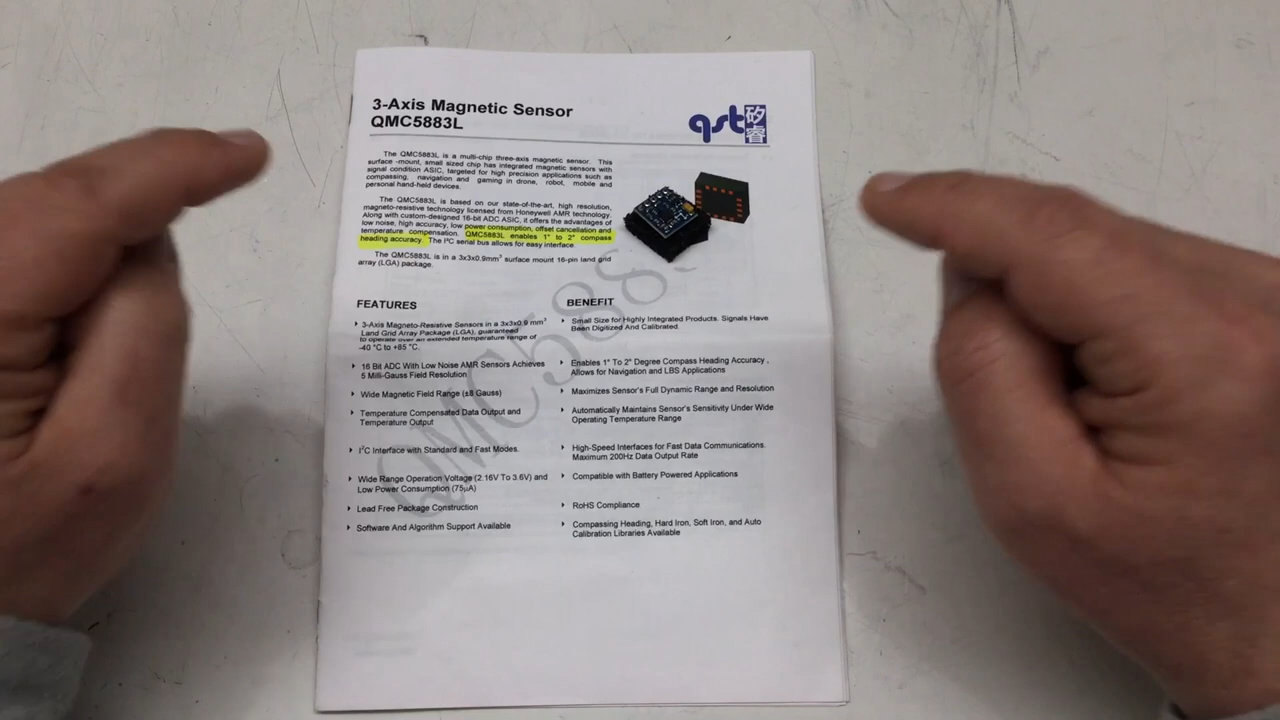 3-Axis Magnetic Sensor
QMC5883L
qst矽睿
The QMC5883L is a multi-chip three-axis magnetic sensor. This
surface -mount, small sized chip has integrated magnetic sensors with
signal condition ASIC, targeted for high precision applications such as
compassing, navigation and gaming in drone, robot, mobile and
personal hand-held devices.
The QMC5883L is based on our state-of-the-art, high resolution,
magneto-resistive technology licensed from Honeywell AMR technology.
Along with custom-designed 16-bit ADC ASIC, it offers the advantages of
low noise, high accuracy, low power consumption, offset cancellation and
temperature compensation. QMC5883L enables 1° to 2° compass
heading accuracy. The I²C serial bus allows for easy interface.
The QMC5883L is in a 3x3x0.9mm³ surface mount 16-pin land grid
array (LGA) package.
FEATURES
3-Axis Magneto-Resistive Sensors in a 3x3x0.9 mm³
Land Grid Array Package (LGA), guaranteed
to operate over an extended temperature range of
-40 °C to +85 °C.
16 Bit ADC With Low Noise AMR Sensors Achieves
5 Milli-Gauss Field Resolution
Wide Magnetic Field Range (±8 Gauss)
Temperature Compensated Data Output and
Temperature Output
I²C Interface with Standard and Fast Modes.
Wide Range Operation Voltage (2.16V To 3.6V) and
Low Power Consumption (75µA)
Lead Free Package Construction
Software And Algorithm Support Available
BENEFIT
Small Size for Highly Integrated Products. Signals Have
Been Digitized And Calibrated.
Enables 1° To 2° Degree Compass Heading Accuracy ,
Allows for Navigation and LBS Applications
Maximizes Sensor's Full Dynamic Range and Resolution
Automatically Maintains Sensor's Sensitivity Under Wide
Operating Temperature Range
High-Speed Interfaces for Fast Data Communications.
Maximum 200Hz Data Output Rate
Compatible with Battery Powered Applications
RoHS Compliance
Compassing Heading, Hard Iron, Soft Iron, and Auto
Calibration Libraries Available